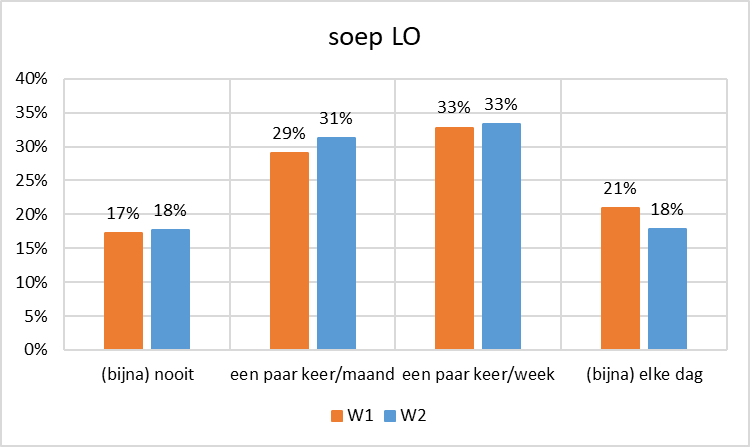 soep LO
40%
35%
30%
25%
20%
15%
10%
5%
0%
17%
18%
29%
31%
33%
33%
21%
18%
(bijna) nooit
een paar keer/maand
een paar keer/week
(bijna) elke dag
W1
W2